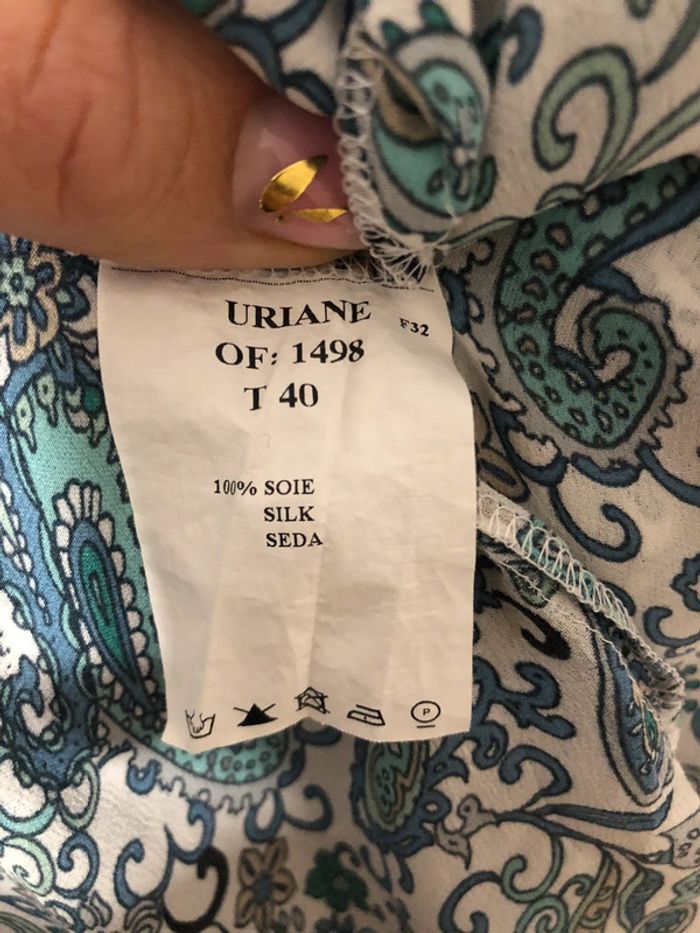 URIANE
F32
OF: 1498
T 40
100% SOIE
SILK
SEDA
P